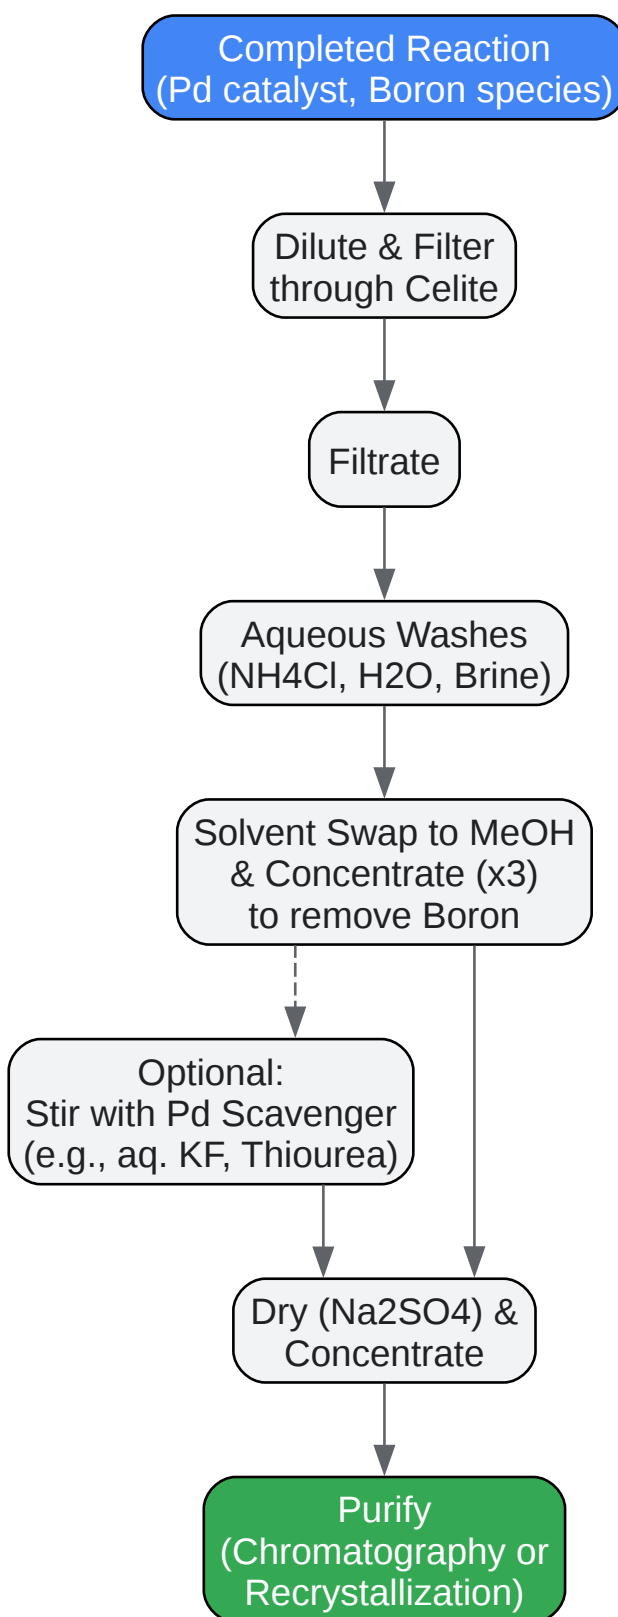 Completed Reaction
(Pd catalyst, Boron species)
Dilute & Filter
through Celite
Filtrate
Aqueous Washes
(NH4Cl, H2O, Brine)
Solvent Swap to MeOH
& Concentrate (x3)
to remove Boron
Optional:
Stir with Pd Scavenger
(e.g., aq. KF, Thiourea)
Dry (Na2SO4) &
Concentrate
Purify
(Chromatography or
Recrystallization)